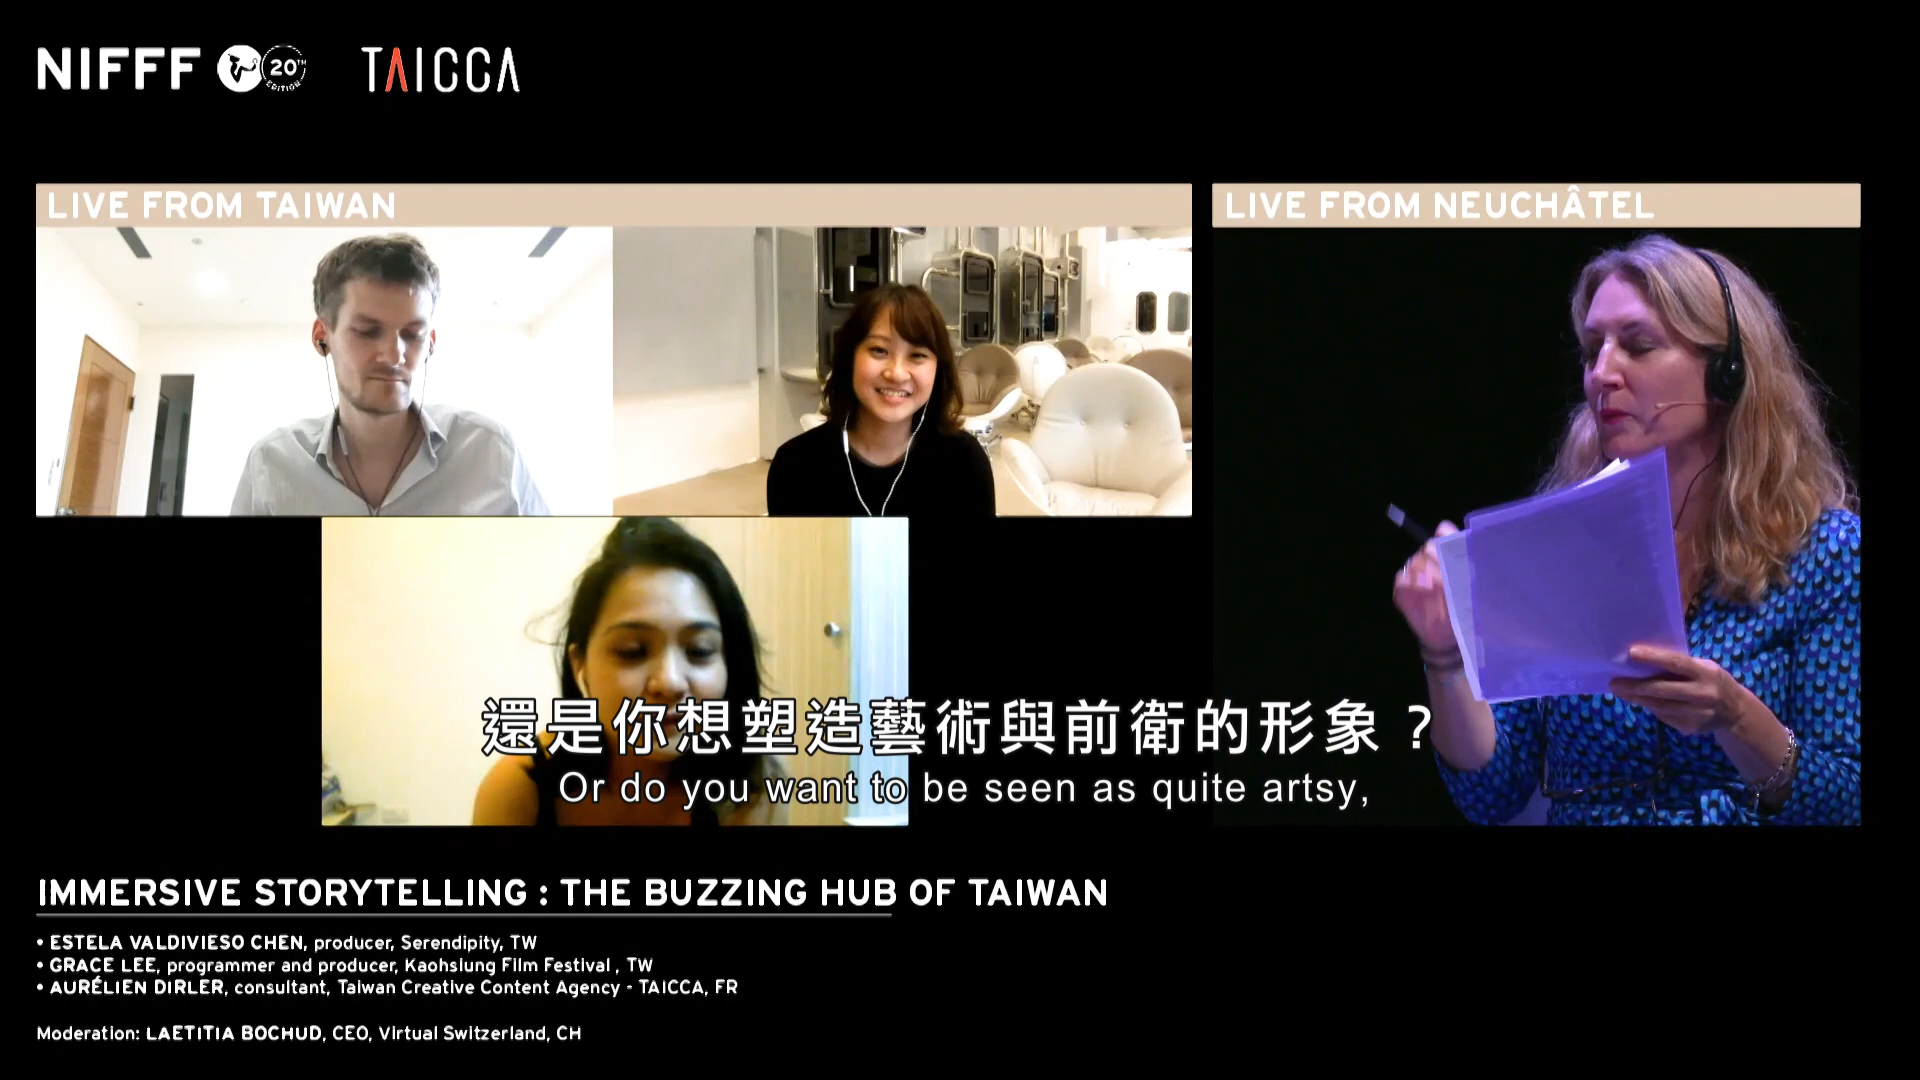 NIFFF 20TH EDITION TAICCA
LIVE FROM TAIWAN
LIVE FROM NEUCHÂTEL
還是你想塑造藝術與前衛的形象？
Or do you want to be seen as quite artsy,
IMMERSIVE STORYTELLING : THE BUZZING HUB OF TAIWAN
• ESTELA VALDIVIESO CHEN, producer, Serendipity, TW
• GRACE LEE, programmer and producer, Kaohsiung Film Festival , TW
• AURÉLIEN DIRLER, consultant, Taiwan Creative Content Agency - TAICCA, FR
Moderation: LAETITIA BOCHUD, CEO, Virtual Switzerland, CH